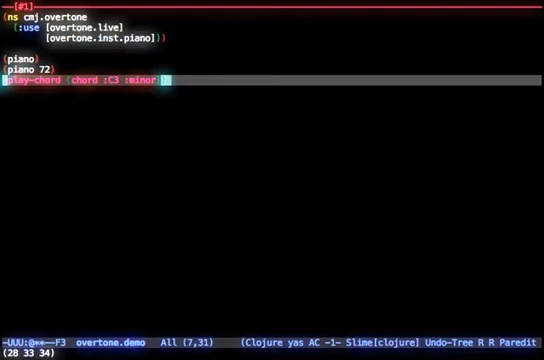 [#1]
(ns cmj.overtone
(:use [overtone.live]
[overtone.inst.piano]))
(piano)
(piano 72)
(play-chord (chord :C3 :minor))
-UUU:@**--F3 overtone.demo All (7,31) (Clojure yas AC -1- Slime[clojure] Undo-Tree R R Paredit
(28 33 34)